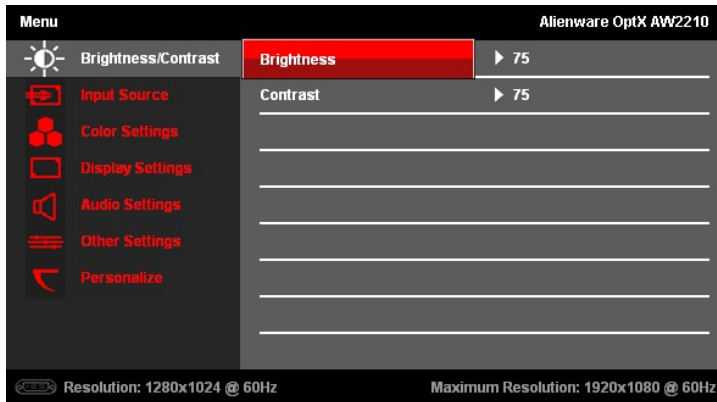 Menu Alienware OptX AW2210
Brightness/Contrast Brightness 75
Input Source Contrast 75
Color Settings
Display Settings
Audio Settings
Other Settings
Personalize
Resolution: 1280x1024 @ 60Hz Maximum Resolution: 1920x1080 @ 60Hz